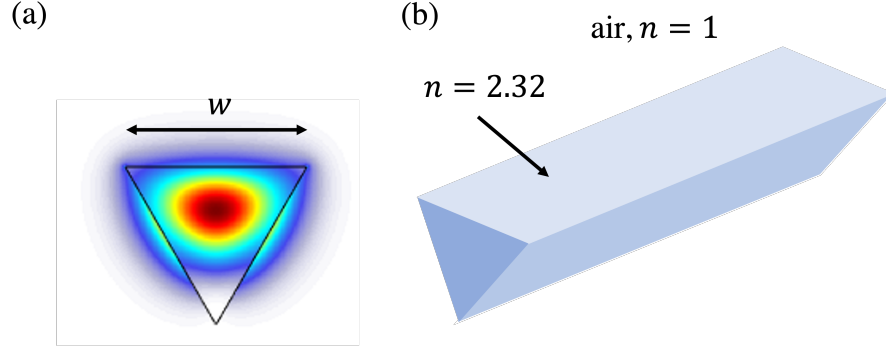 (a)
w
(b)
air, n = 1
n = 2.32